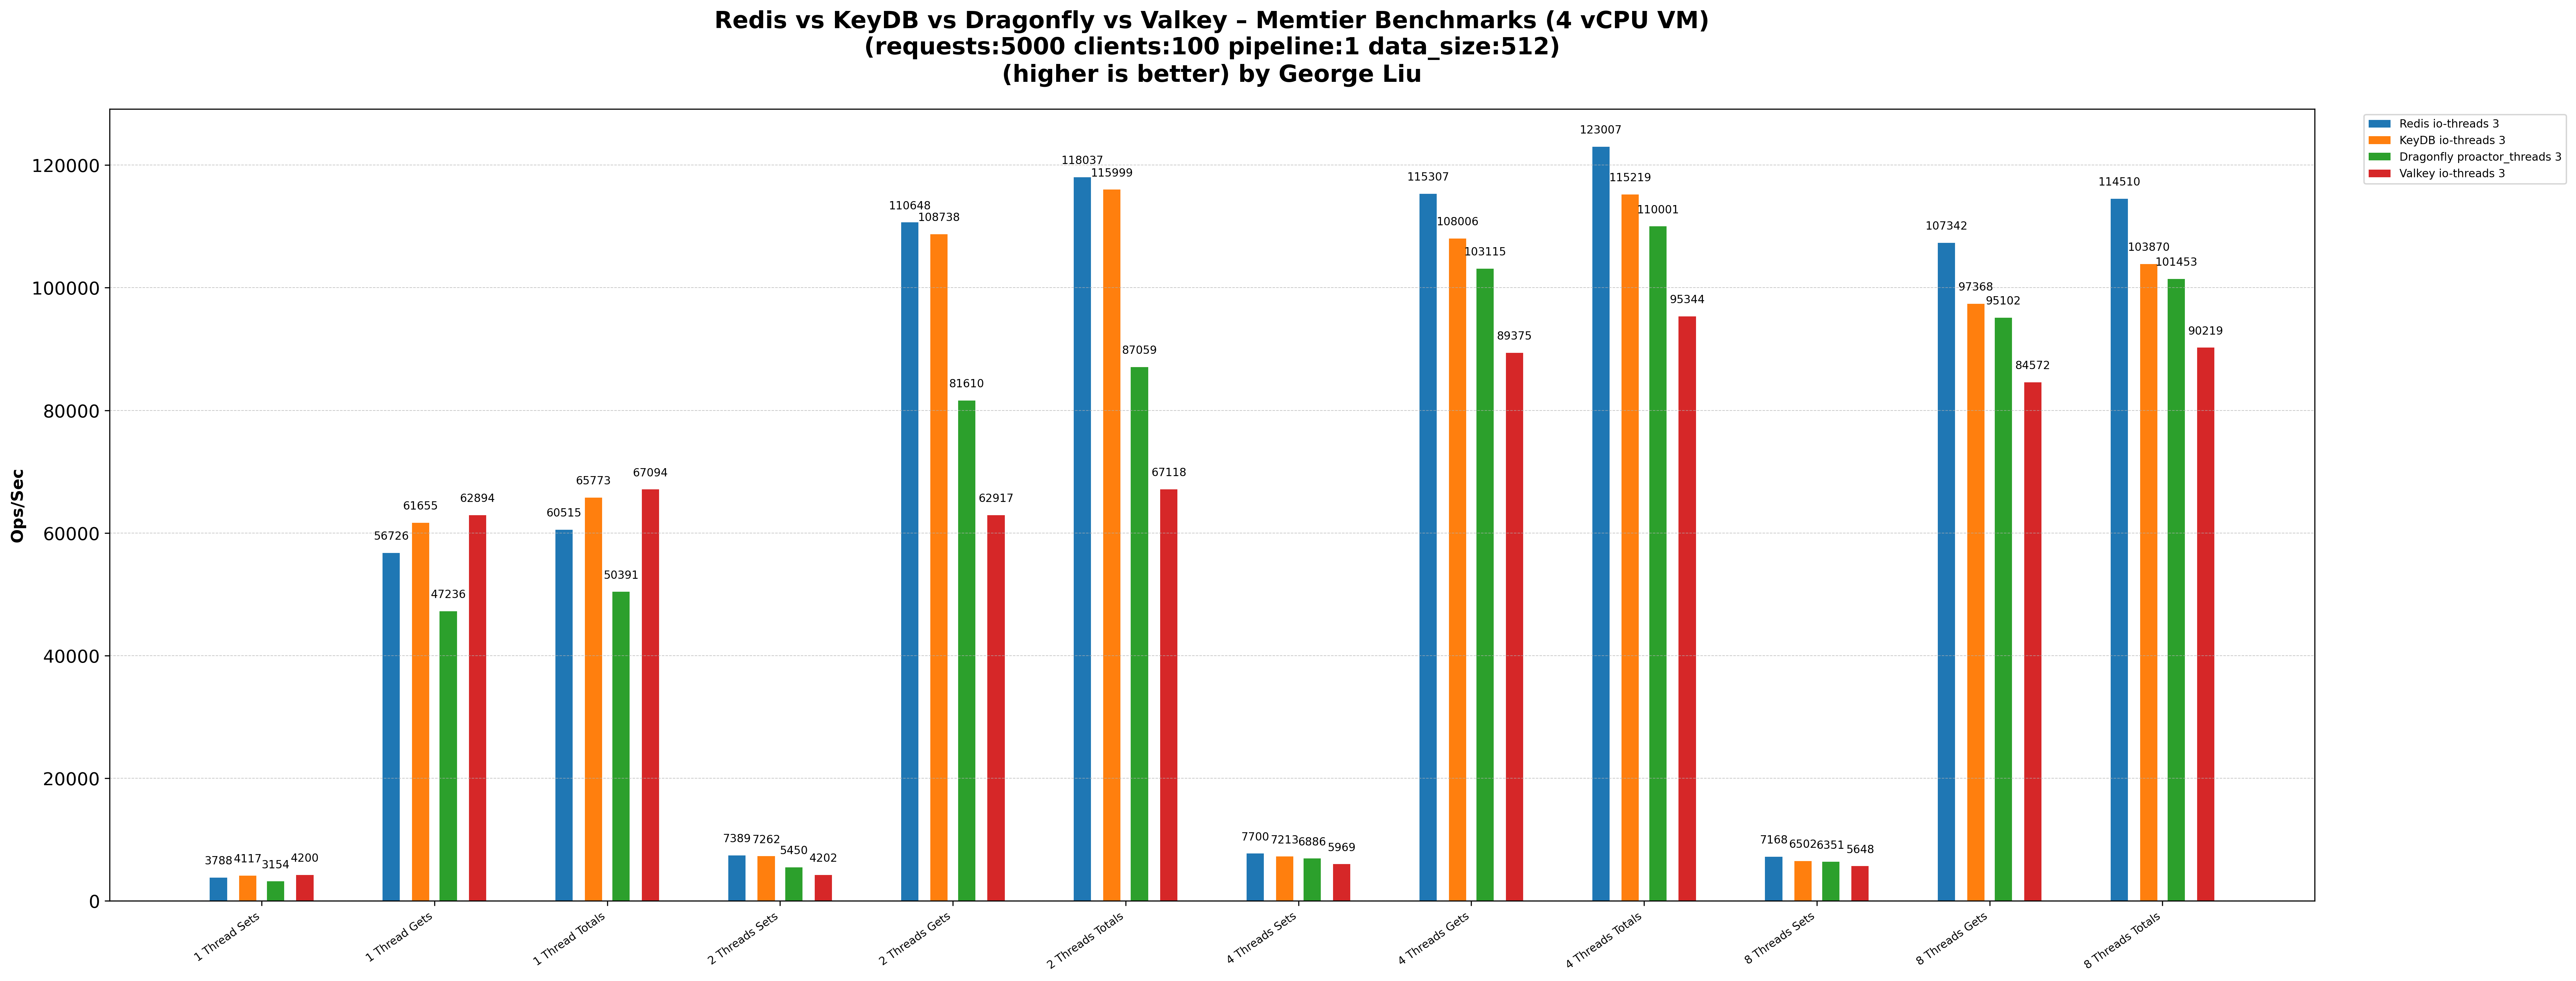 Redis vs KeyDB vs Dragonfly vs Valkey – Memtier Benchmarks (4 vCPU VM)
(requests:5000 clients:100 pipeline:1 data_size:512)
(higher is better) by George Liu
Redis io-threads 3
KeyDB io-threads 3
Dragonfly proactor_threads 3
Valkey io-threads 3
Ops/Sec
120000
100000
80000
60000
40000
20000
0
3788 4117 3154 4200
56726 61655 47236 62894
60515 65773 50391 67094
7389 7262 5450 4202
110648 108738 81610 62917
118037 115999 87059 67118
7700 7213 6886 5969
115307 108006 103115 89375
123007 115219 110001 95344
7168 6502 6351 5648
107342 97368 95102 84572
114510 103870 101453 90219
1 Thread Sets
1 Thread Gets
1 Thread Totals
2 Threads Sets
2 Threads Gets
2 Threads Totals
4 Threads Sets
4 Threads Gets
4 Threads Totals
8 Threads Sets
8 Threads Gets
8 Threads Totals